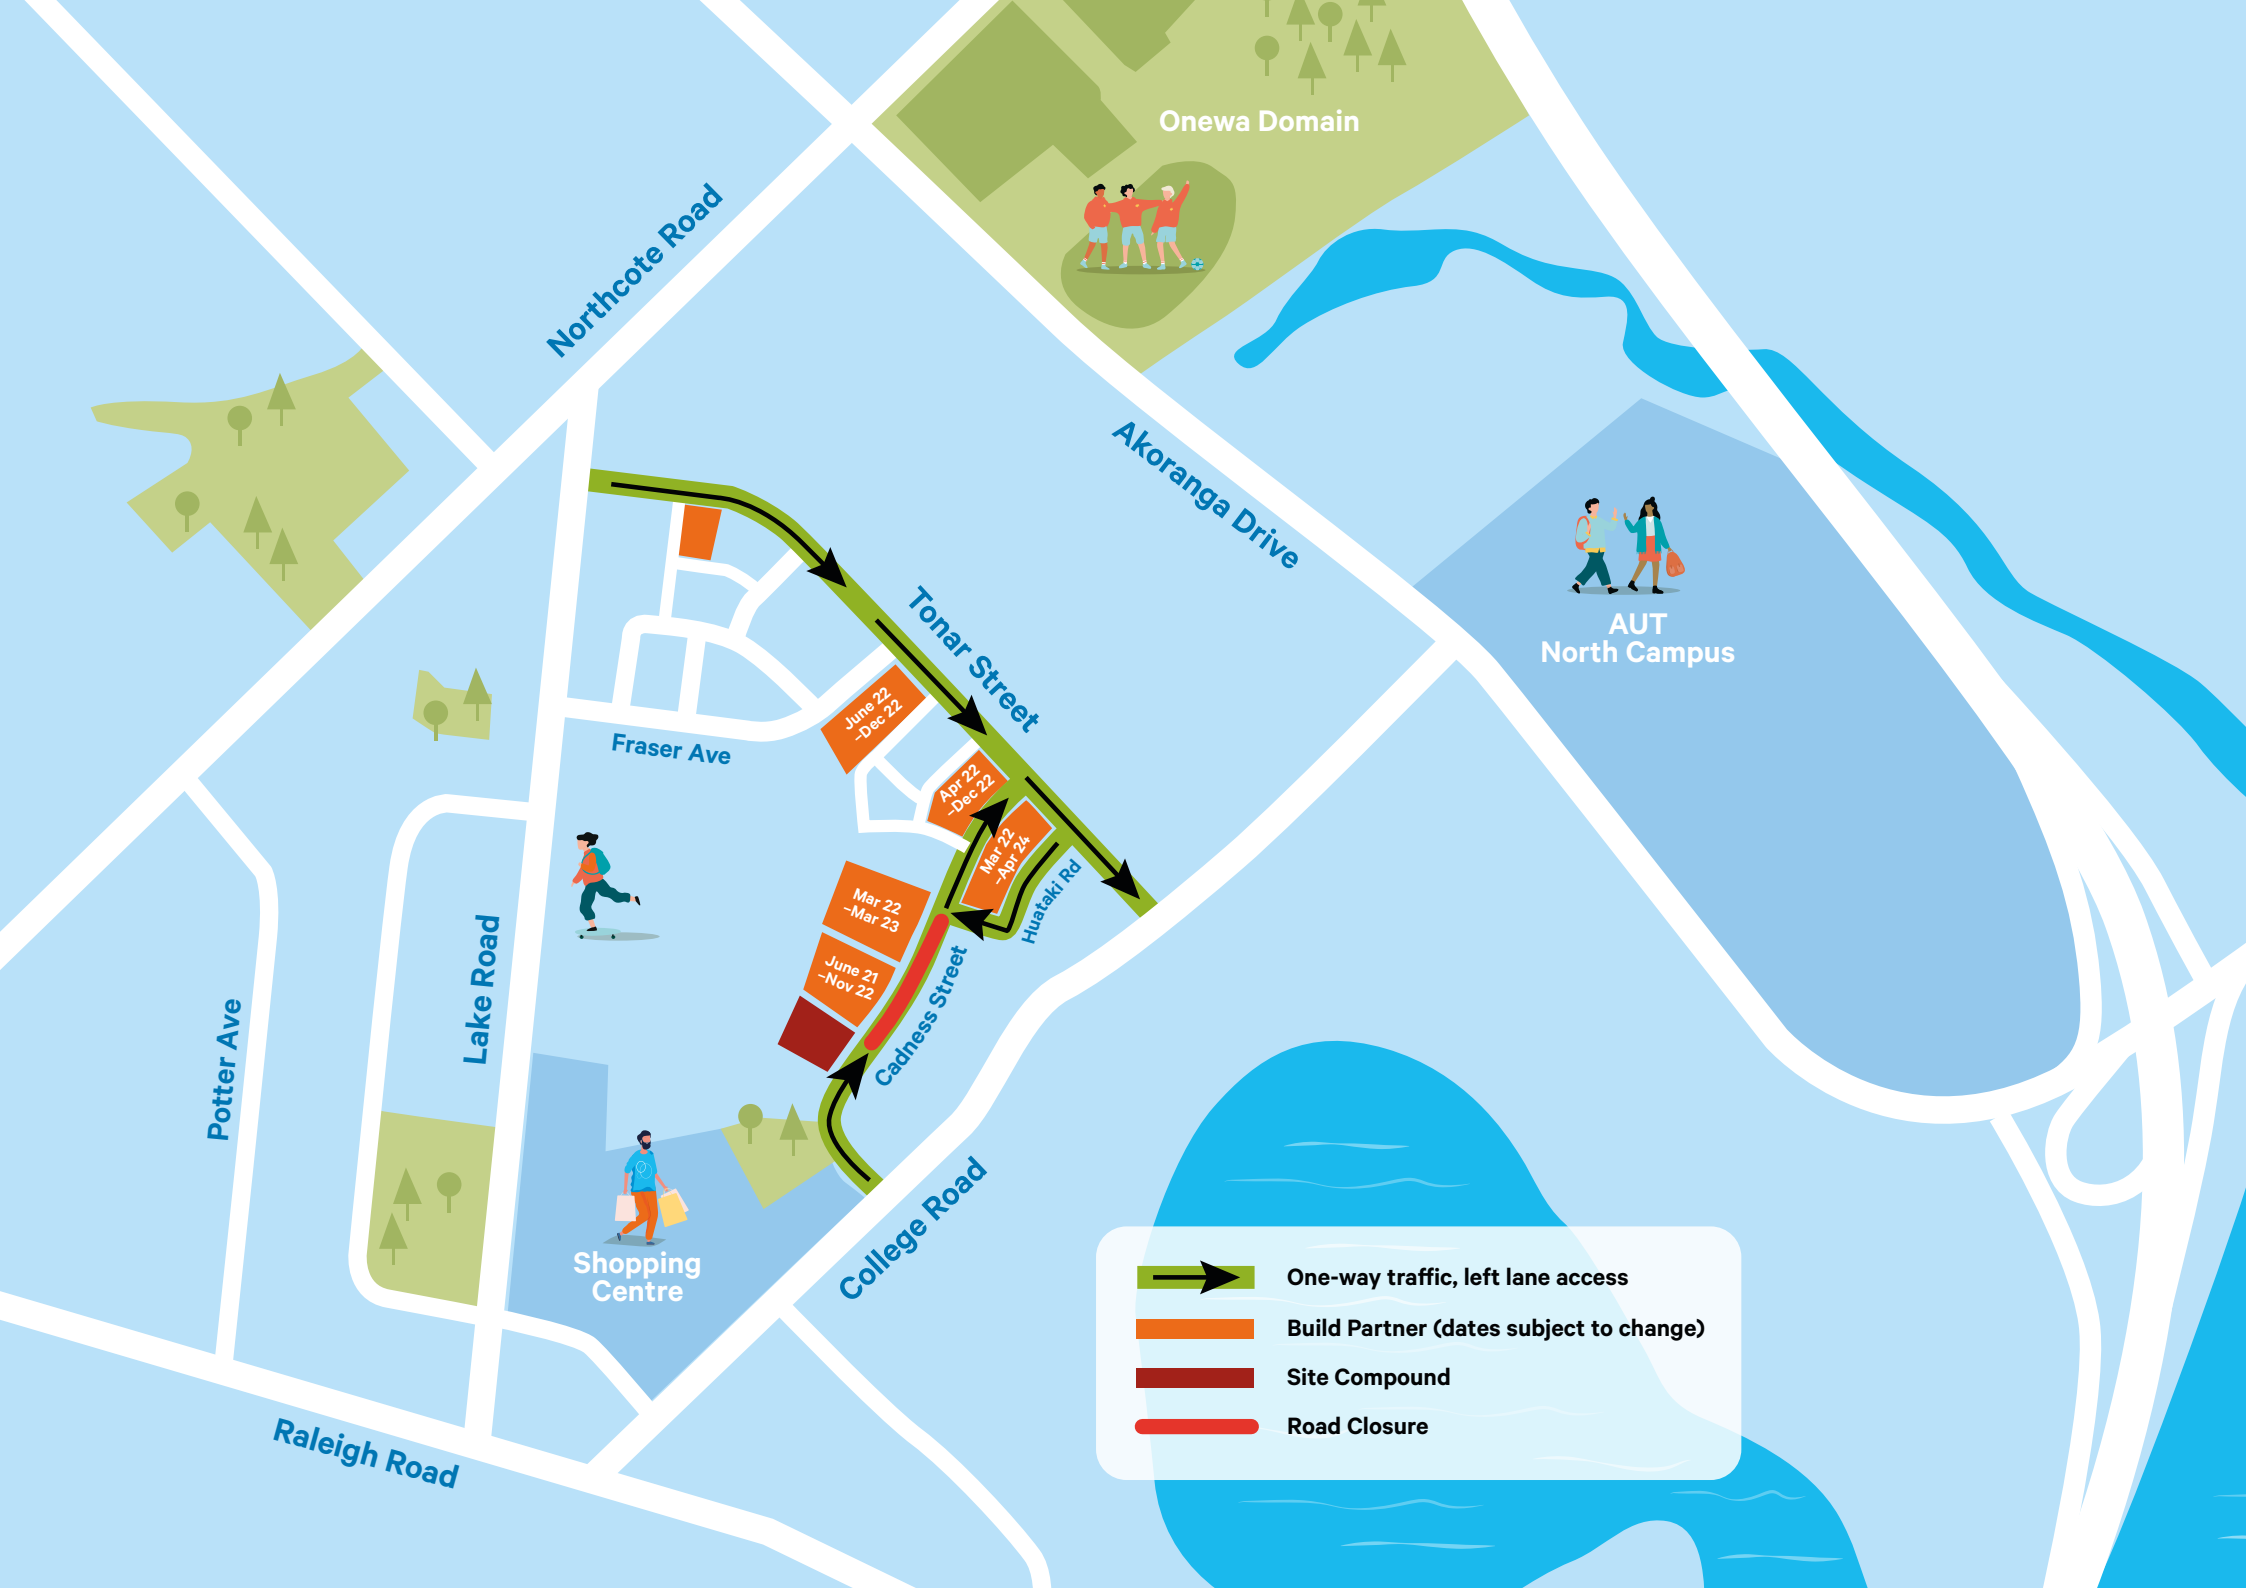 Onewa Domain
Northcote Road
Akoranga Drive
AUT
North Campus
Tonar Street
June 22
–Dec 22
Fraser Ave
Apr 22
–Dec 22
Mar 22
–Apr 24
Huataki Rd
Mar 22
–Mar 23
June 21
–Nov 22
Cadness Street
Lake Road
Potter Ave
Shopping
Centre
College Road
Raleigh Road
One-way traffic, left lane access
Build Partner (dates subject to change)
Site Compound
Road Closure